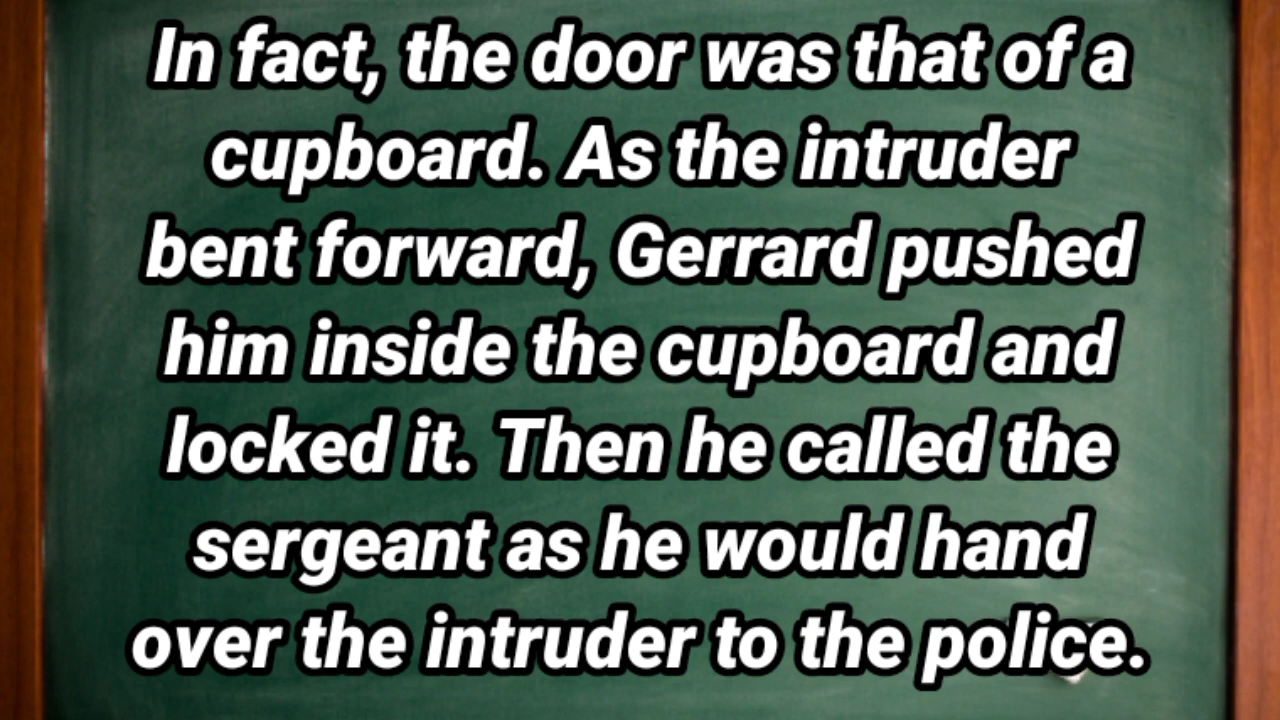 In fact, the door was that of a
cupboard. As the intruder
bent forward, Gerrard pushed
him inside the cupboard and
locked it. Then he called the
sergeant as he would hand
over the intruder to the police.